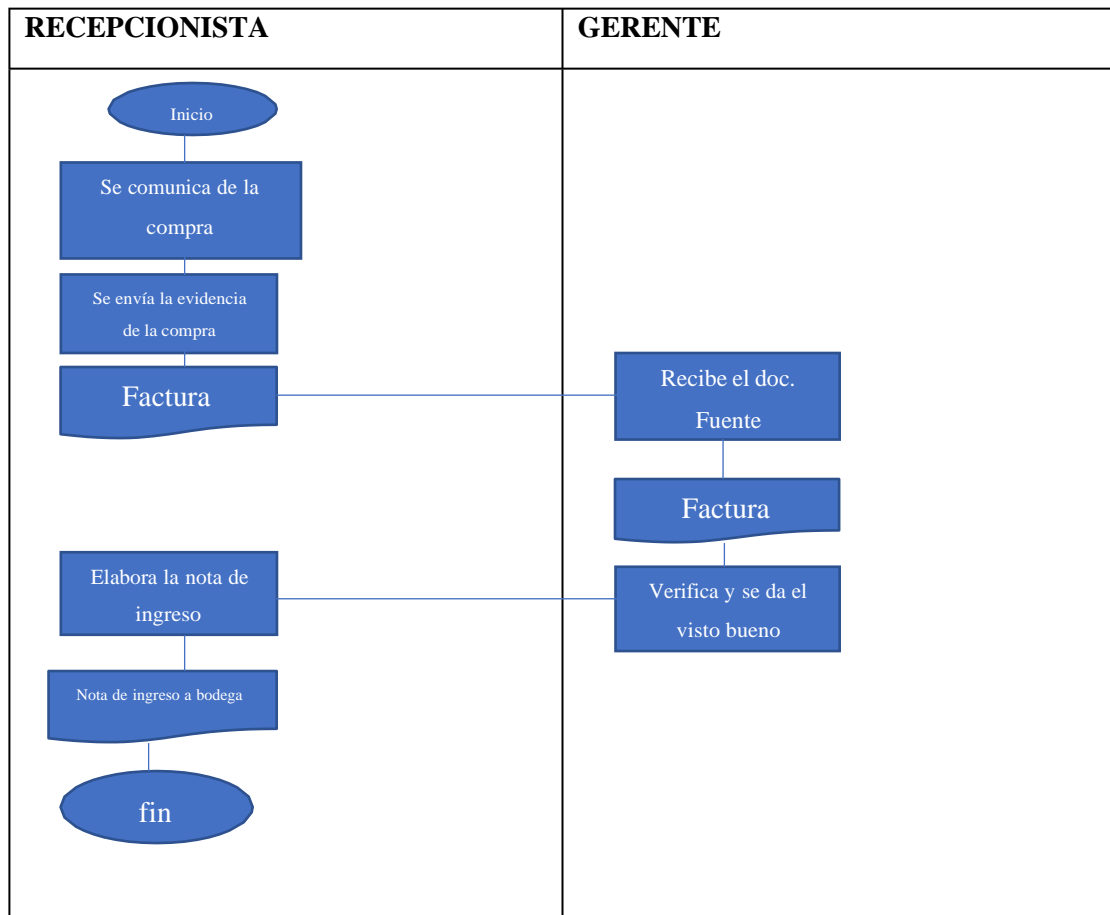 RECEPCIONISTA
GERENTE
Inicio
Se comunica de la
compra
Se envía la evidencia
de la compra
Factura
Recibe el doc.
Fuente
Factura
Verifica y se da el
visto bueno
Elabora la nota de
ingreso
Nota de ingreso a bodega
fin